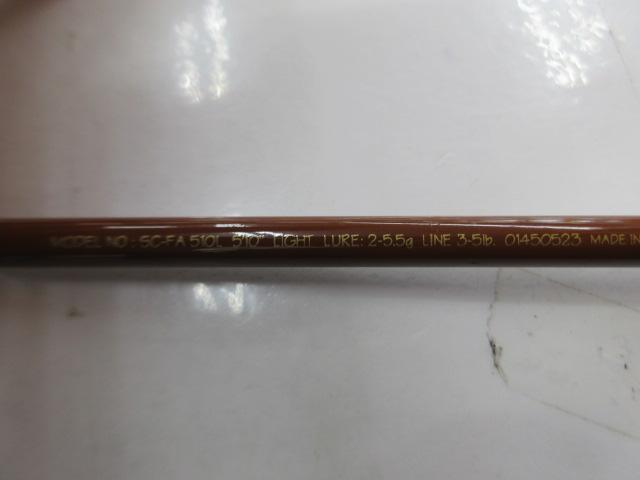 MODEL NO : SC-FA 510L 5'10" LIGHT LURE: 2-5.5g LINE 3-5lb. 01450523 MADE IN